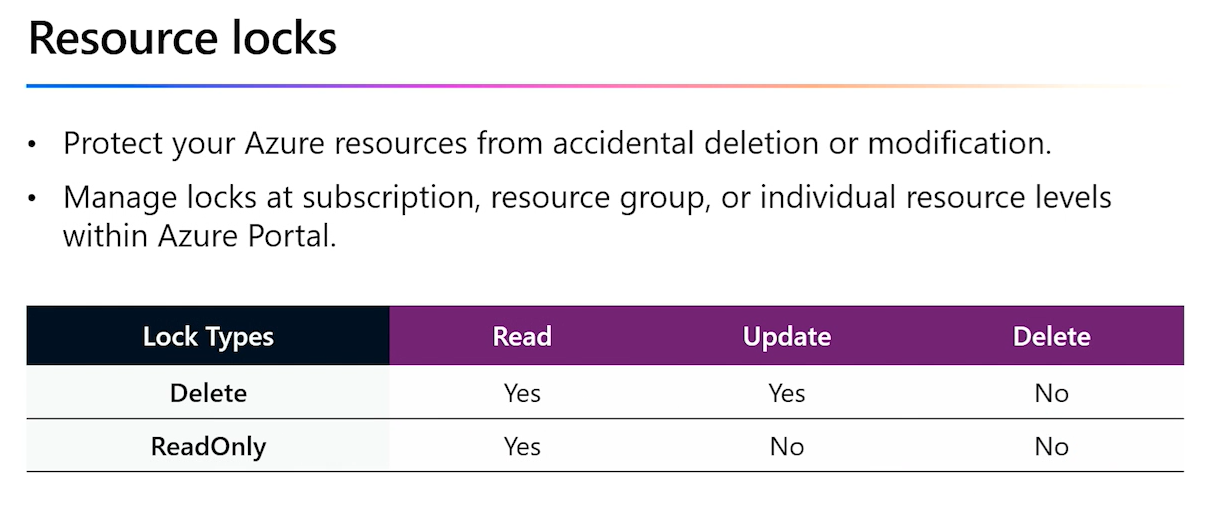 Resource locks
• Protect your Azure resources from accidental deletion or modification.
• Manage locks at subscription, resource group, or individual resource levels
within Azure Portal.
Lock Types Read Update Delete
Delete Yes Yes No
ReadOnly Yes No No